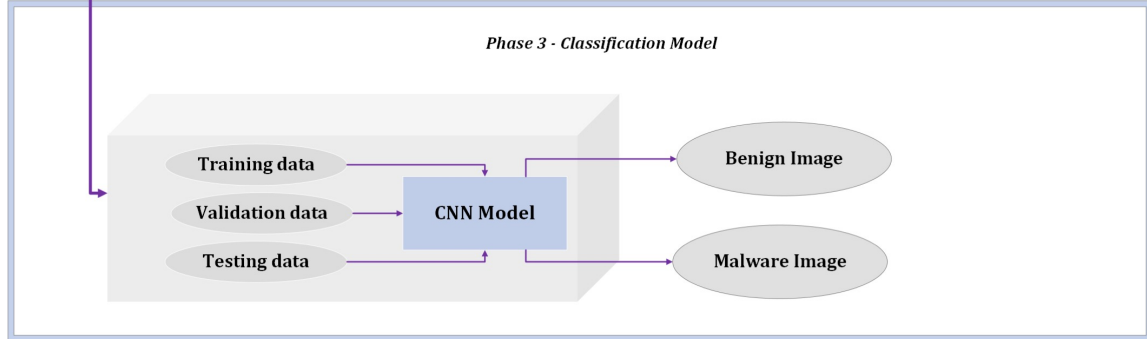 Phase 3 - Classification Model
Training data
Validation data
Testing data
CNN Model
Benign Image
Malware Image